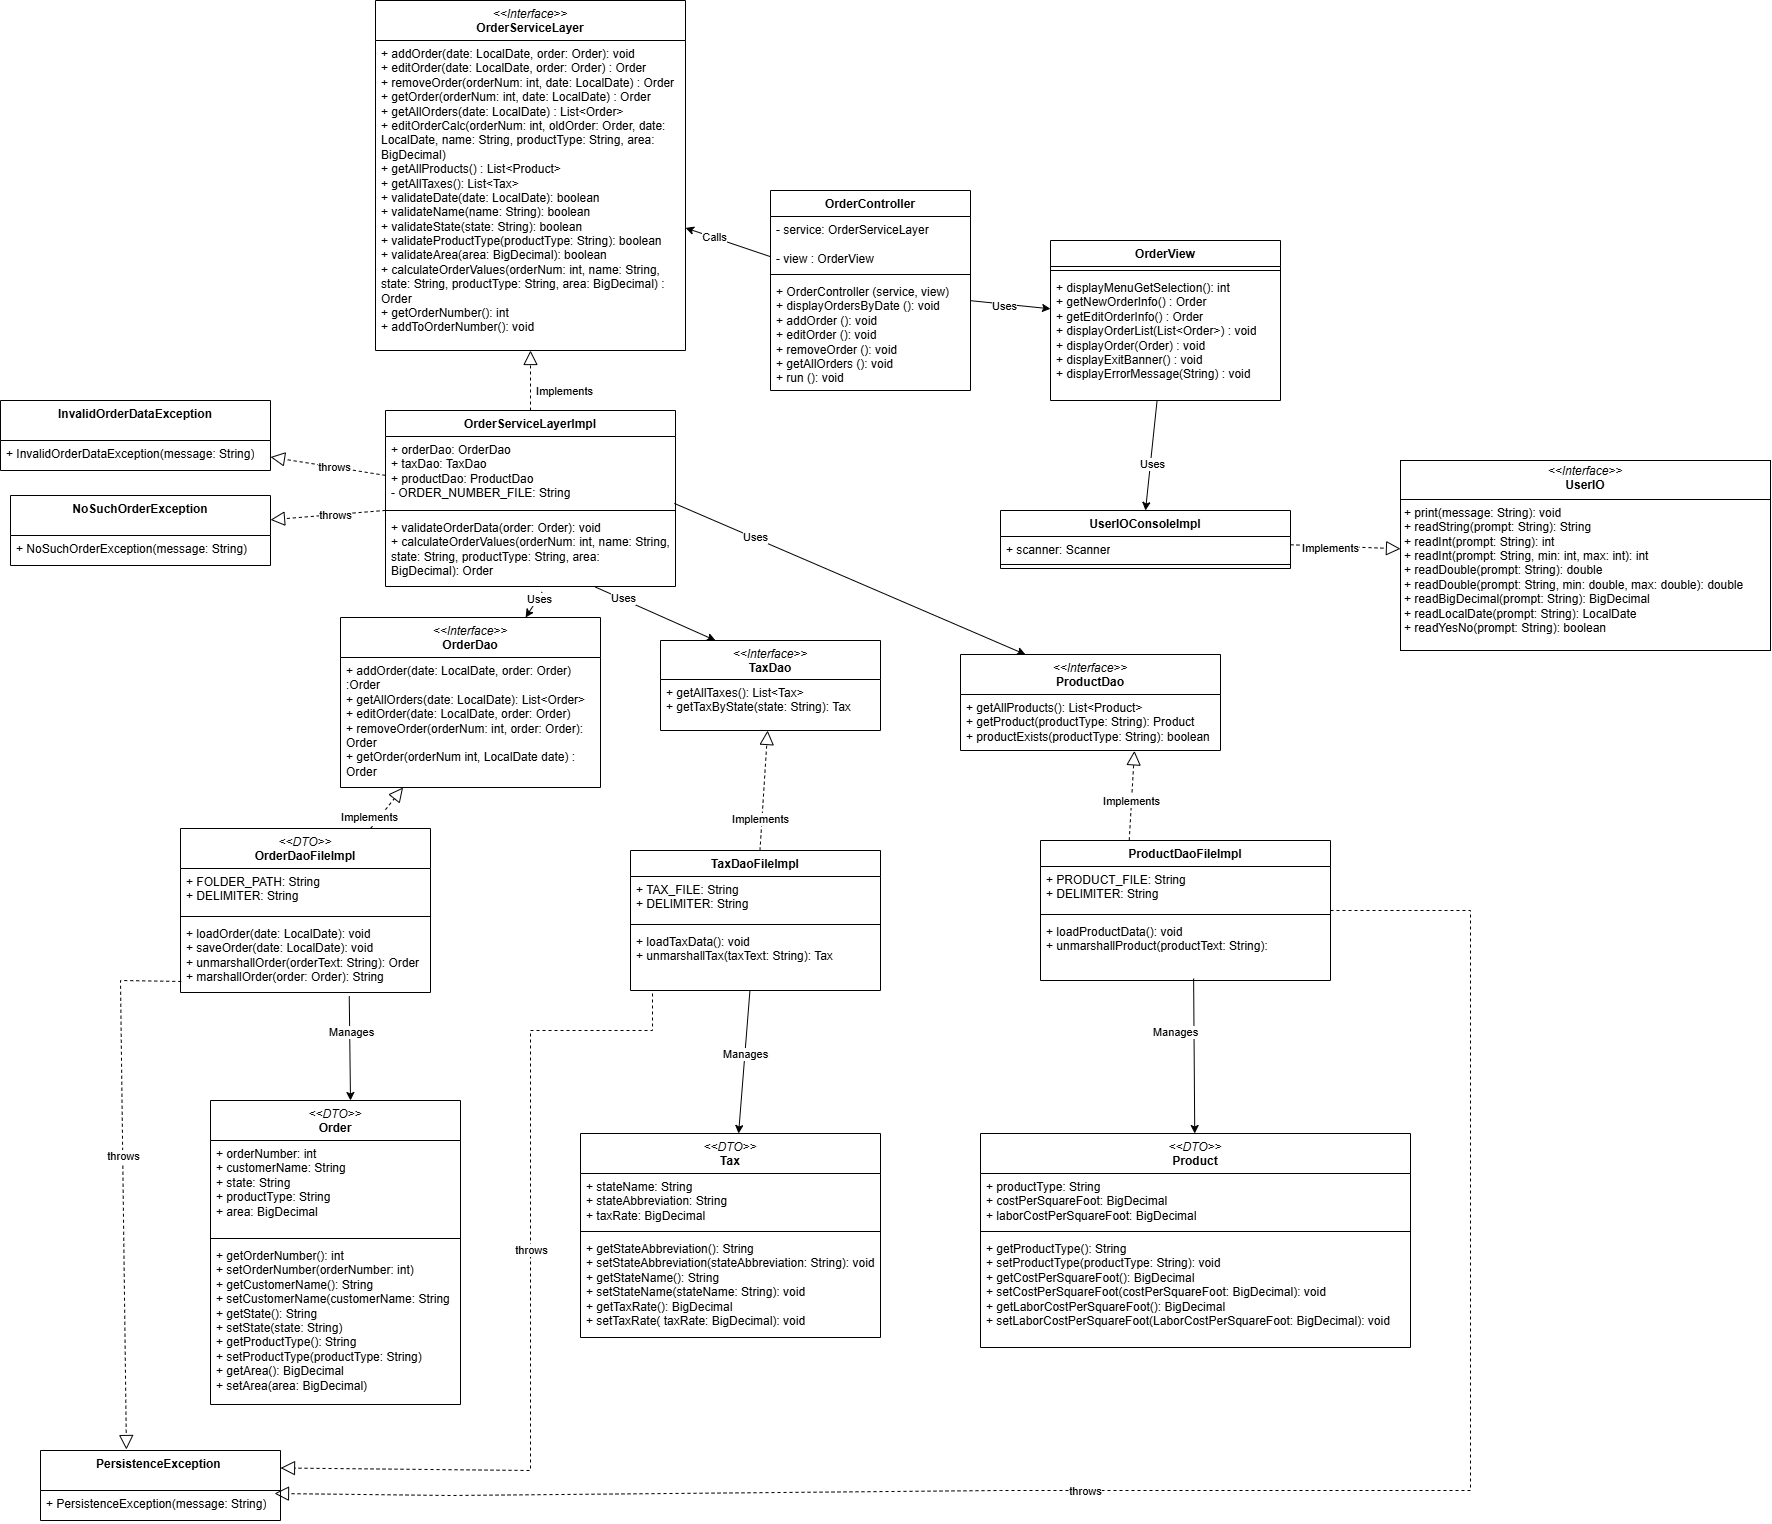 <<Interface>>
OrderServiceLayer
+ addOrder(date: LocalDate, order: Order): void
+ editOrder(date: LocalDate, order: Order) : Order
+ removeOrder(orderNum: int, date: LocalDate) : Order
+ getOrder(orderNum: int, date: LocalDate) : Order
+ getAllOrders(date: LocalDate) : List<Order>
+ editOrderCalc(orderNum: int, oldOrder: Order, date:
LocalDate, name: String, productType: String, area:
BigDecimal)
+ getAllProducts() : List<Product>
+ getAllTaxes(): List<Tax>
+ validateDate(date: LocalDate): boolean
+ validateName(name: String): boolean
+ validateState(state: String): boolean
+ validateProductType(productType: String): boolean
+ validateArea(area: BigDecimal): boolean
+ calculateOrderValues(orderNum: int, name: String,
state: String, productType: String, area: BigDecimal) :
Order
+ getOrderNumber(): int
+ addToOrderNumber(): void
Calls
OrderController
- service: OrderServiceLayer
- view : OrderView
+ OrderController (service, view)
+ displayOrdersByDate (): void
+ addOrder (): void
+ editOrder (): void
+ removeOrder (): void
+ getAllOrders (): void
+ run (): void
Uses
OrderView
+ displayMenuGetSelection(): int
+ getNewOrderInfo() : Order
+ getEditOrderInfo() : Order
+ displayOrderList(List<Order>) : void
+ displayOrder(Order) : void
+ displayExitBanner() : void
+ displayErrorMessage(String) : void
Implements
InvalidOrderDataException
+ InvalidOrderDataException(message: String)
throws
NoSuchOrderException
+ NoSuchOrderException(message: String)
throws
OrderServiceLayerImpl
+ orderDao: OrderDao
+ taxDao: TaxDao
+ productDao: ProductDao
- ORDER_NUMBER_FILE: String
+ validateOrderData(order: Order): void
+ calculateOrderValues(orderNum: int, name: String,
state: String, productType: String, area:
BigDecimal): Order
Uses
Uses
Uses
Uses
UserIOConsoleImpl
+ scanner: Scanner
Implements
<<Interface>>
UserIO
+ print(message: String): void
+ readString(prompt: String): String
+ readInt(prompt: String): int
+ readInt(prompt: String, min: int, max: int): int
+ readDouble(prompt: String): double
+ readDouble(prompt: String, min: double, max: double): double
+ readBigDecimal(prompt: String): BigDecimal
+ readLocalDate(prompt: String): LocalDate
+ readYesNo(prompt: String): boolean
<<Interface>>
OrderDao
+ addOrder(date: LocalDate, order: Order)
:Order
+ getAllOrders(date: LocalDate): List<Order>
+ editOrder(date: LocalDate, order: Order)
+ removeOrder(orderNum: int, order: Order):
Order
+ getOrder(orderNum int, LocalDate date) :
Order
<<Interface>>
TaxDao
+ getAllTaxes(): List<Tax>
+ getTaxByState(state: String): Tax
<<Interface>>
ProductDao
+ getAllProducts(): List<Product>
+ getProduct(productType: String): Product
+ productExists(productType: String): boolean
Implements
Implements
Implements
<<DTO>>
OrderDaoFileImpl
+ FOLDER_PATH: String
+ DELIMITER: String
+ loadOrder(date: LocalDate): void
+ saveOrder(date: LocalDate): void
+ unmarshallOrder(orderText: String): Order
+ marshallOrder(order: Order): String
TaxDaoFileImpl
+ TAX_FILE: String
+ DELIMITER: String
+ loadTaxData(): void
+ unmarshallTax(taxText: String): Tax
ProductDaoFileImpl
+ PRODUCT_FILE: String
+ DELIMITER: String
+ loadProductData(): void
+ unmarshallProduct(productText: String):
Manages
Manages
Manages
throws
throws
throws
<<DTO>>
Order
+ orderNumber: int
+ customerName: String
+ state: String
+ productType: String
+ area: BigDecimal
+ getOrderNumber(): int
+ setOrderNumber(orderNumber: int)
+ getCustomerName(): String
+ setCustomerName(customerName: String
+ getState(): String
+ setState(state: String)
+ getProductType(): String
+ setProductType(productType: String)
+ getArea(): BigDecimal
+ setArea(area: BigDecimal)
<<DTO>>
Tax
+ stateName: String
+ stateAbbreviation: String
+ taxRate: BigDecimal
+ getStateAbbreviation(): String
+ setStateAbbreviation(stateAbbreviation: String): void
+ getStateName(): String
+ setStateName(stateName: String): void
+ getTaxRate(): BigDecimal
+ setTaxRate( taxRate: BigDecimal): void
<<DTO>>
Product
+ productType: String
+ costPerSquareFoot: BigDecimal
+ laborCostPerSquareFoot: BigDecimal
+ getProductType(): String
+ setProductType(productType: String): void
+ getCostPerSquareFoot(): BigDecimal
+ setCostPerSquareFoot(costPerSquareFoot: BigDecimal): void
+ getLaborCostPerSquareFoot(): BigDecimal
+ setLaborCostPerSquareFoot(LaborCostPerSquareFoot: BigDecimal): void
PersistenceException
+ PersistenceException(message: String)